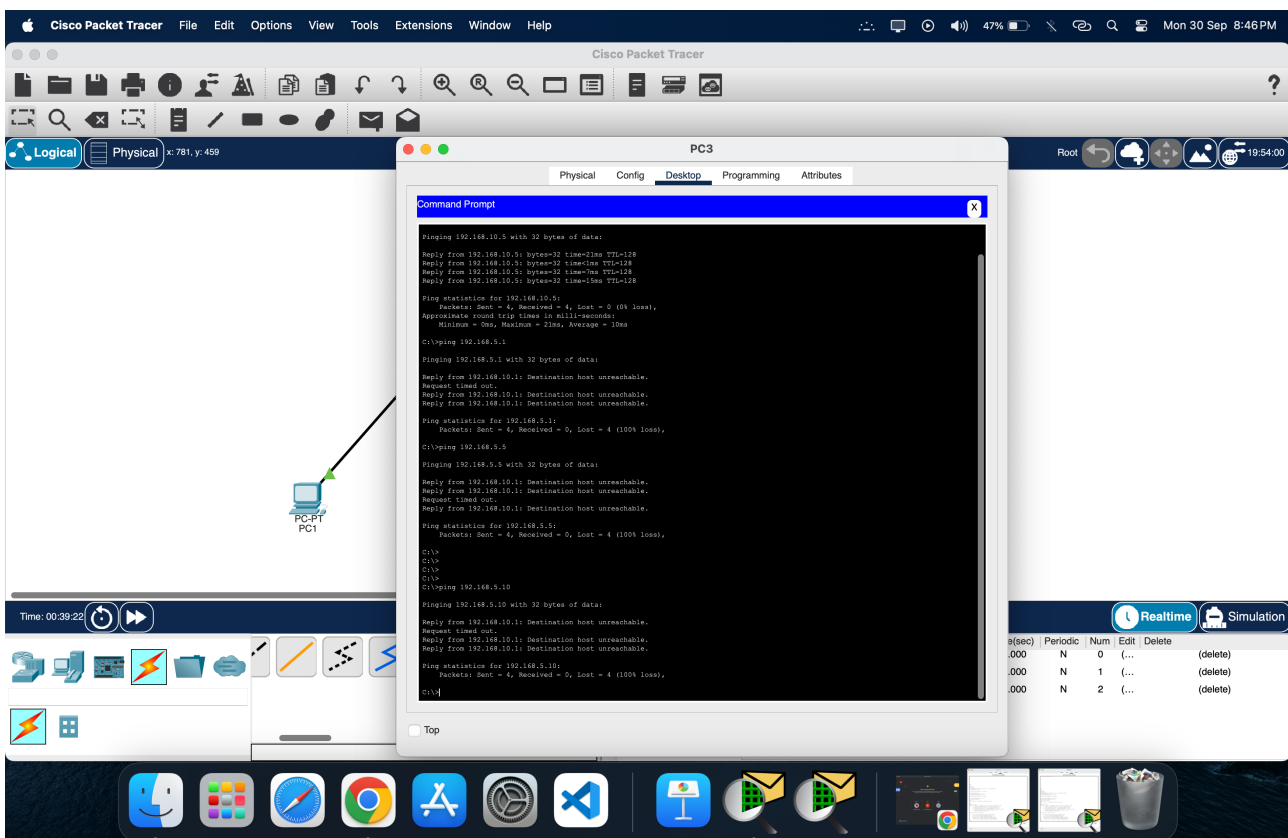 Cisco Packet Tracer File Edit Options View Tools Extensions Window Help 47% Mon 30 Sep 8:46 PM
Cisco Packet Tracer
Logical Physical x: 781, y: 459
Root 19:54:00
PC3
Physical Config Desktop Programming Attributes
Command Prompt
X
Pinging 192.168.10.5 with 32 bytes of data:
Reply from 192.168.10.5: bytes=32 time=21ms TTL=128
Reply from 192.168.10.5: bytes=32 time<1ms TTL=128
Reply from 192.168.10.5: bytes=32 time=7ms TTL=128
Reply from 192.168.10.5: bytes=32 time=15ms TTL=128
Ping statistics for 192.168.10.5:
Packets: Sent = 4, Received = 4, Lost = 0 (0% loss),
Approximate round trip times in milli-seconds:
Minimum = 0ms, Maximum = 21ms, Average = 10ms
C:\>ping 192.168.5.1
Pinging 192.168.5.1 with 32 bytes of data:
Reply from 192.168.10.1: Destination host unreachable.
Request timed out.
Reply from 192.168.10.1: Destination host unreachable.
Reply from 192.168.10.1: Destination host unreachable.
Ping statistics for 192.168.5.1:
Packets: Sent = 4, Received = 0, Lost = 4 (100% loss),
C:\>ping 192.168.5.5
Pinging 192.168.5.5 with 32 bytes of data:
Reply from 192.168.10.1: Destination host unreachable.
Reply from 192.168.10.1: Destination host unreachable.
Request timed out.
Reply from 192.168.10.1: Destination host unreachable.
Ping statistics for 192.168.5.5:
Packets: Sent = 4, Received = 0, Lost = 4 (100% loss),
C:\>
C:\>
C:\>
C:\>
C:\>ping 192.168.5.10
Pinging 192.168.5.10 with 32 bytes of data:
Reply from 192.168.10.1: Destination host unreachable.
Request timed out.
Reply from 192.168.10.1: Destination host unreachable.
Reply from 192.168.10.1: Destination host unreachable.
Ping statistics for 192.168.5.10:
Packets: Sent = 4, Received = 0, Lost = 4 (100% loss),
C:\>
Top
PC-PT
PC1
Time: 00:39:22
Realtime Simulation
e(sec) Periodic Num Edit Delete
.000 N 0 (... (delete)
.000 N 1 (... (delete)
.000 N 2 (... (delete)